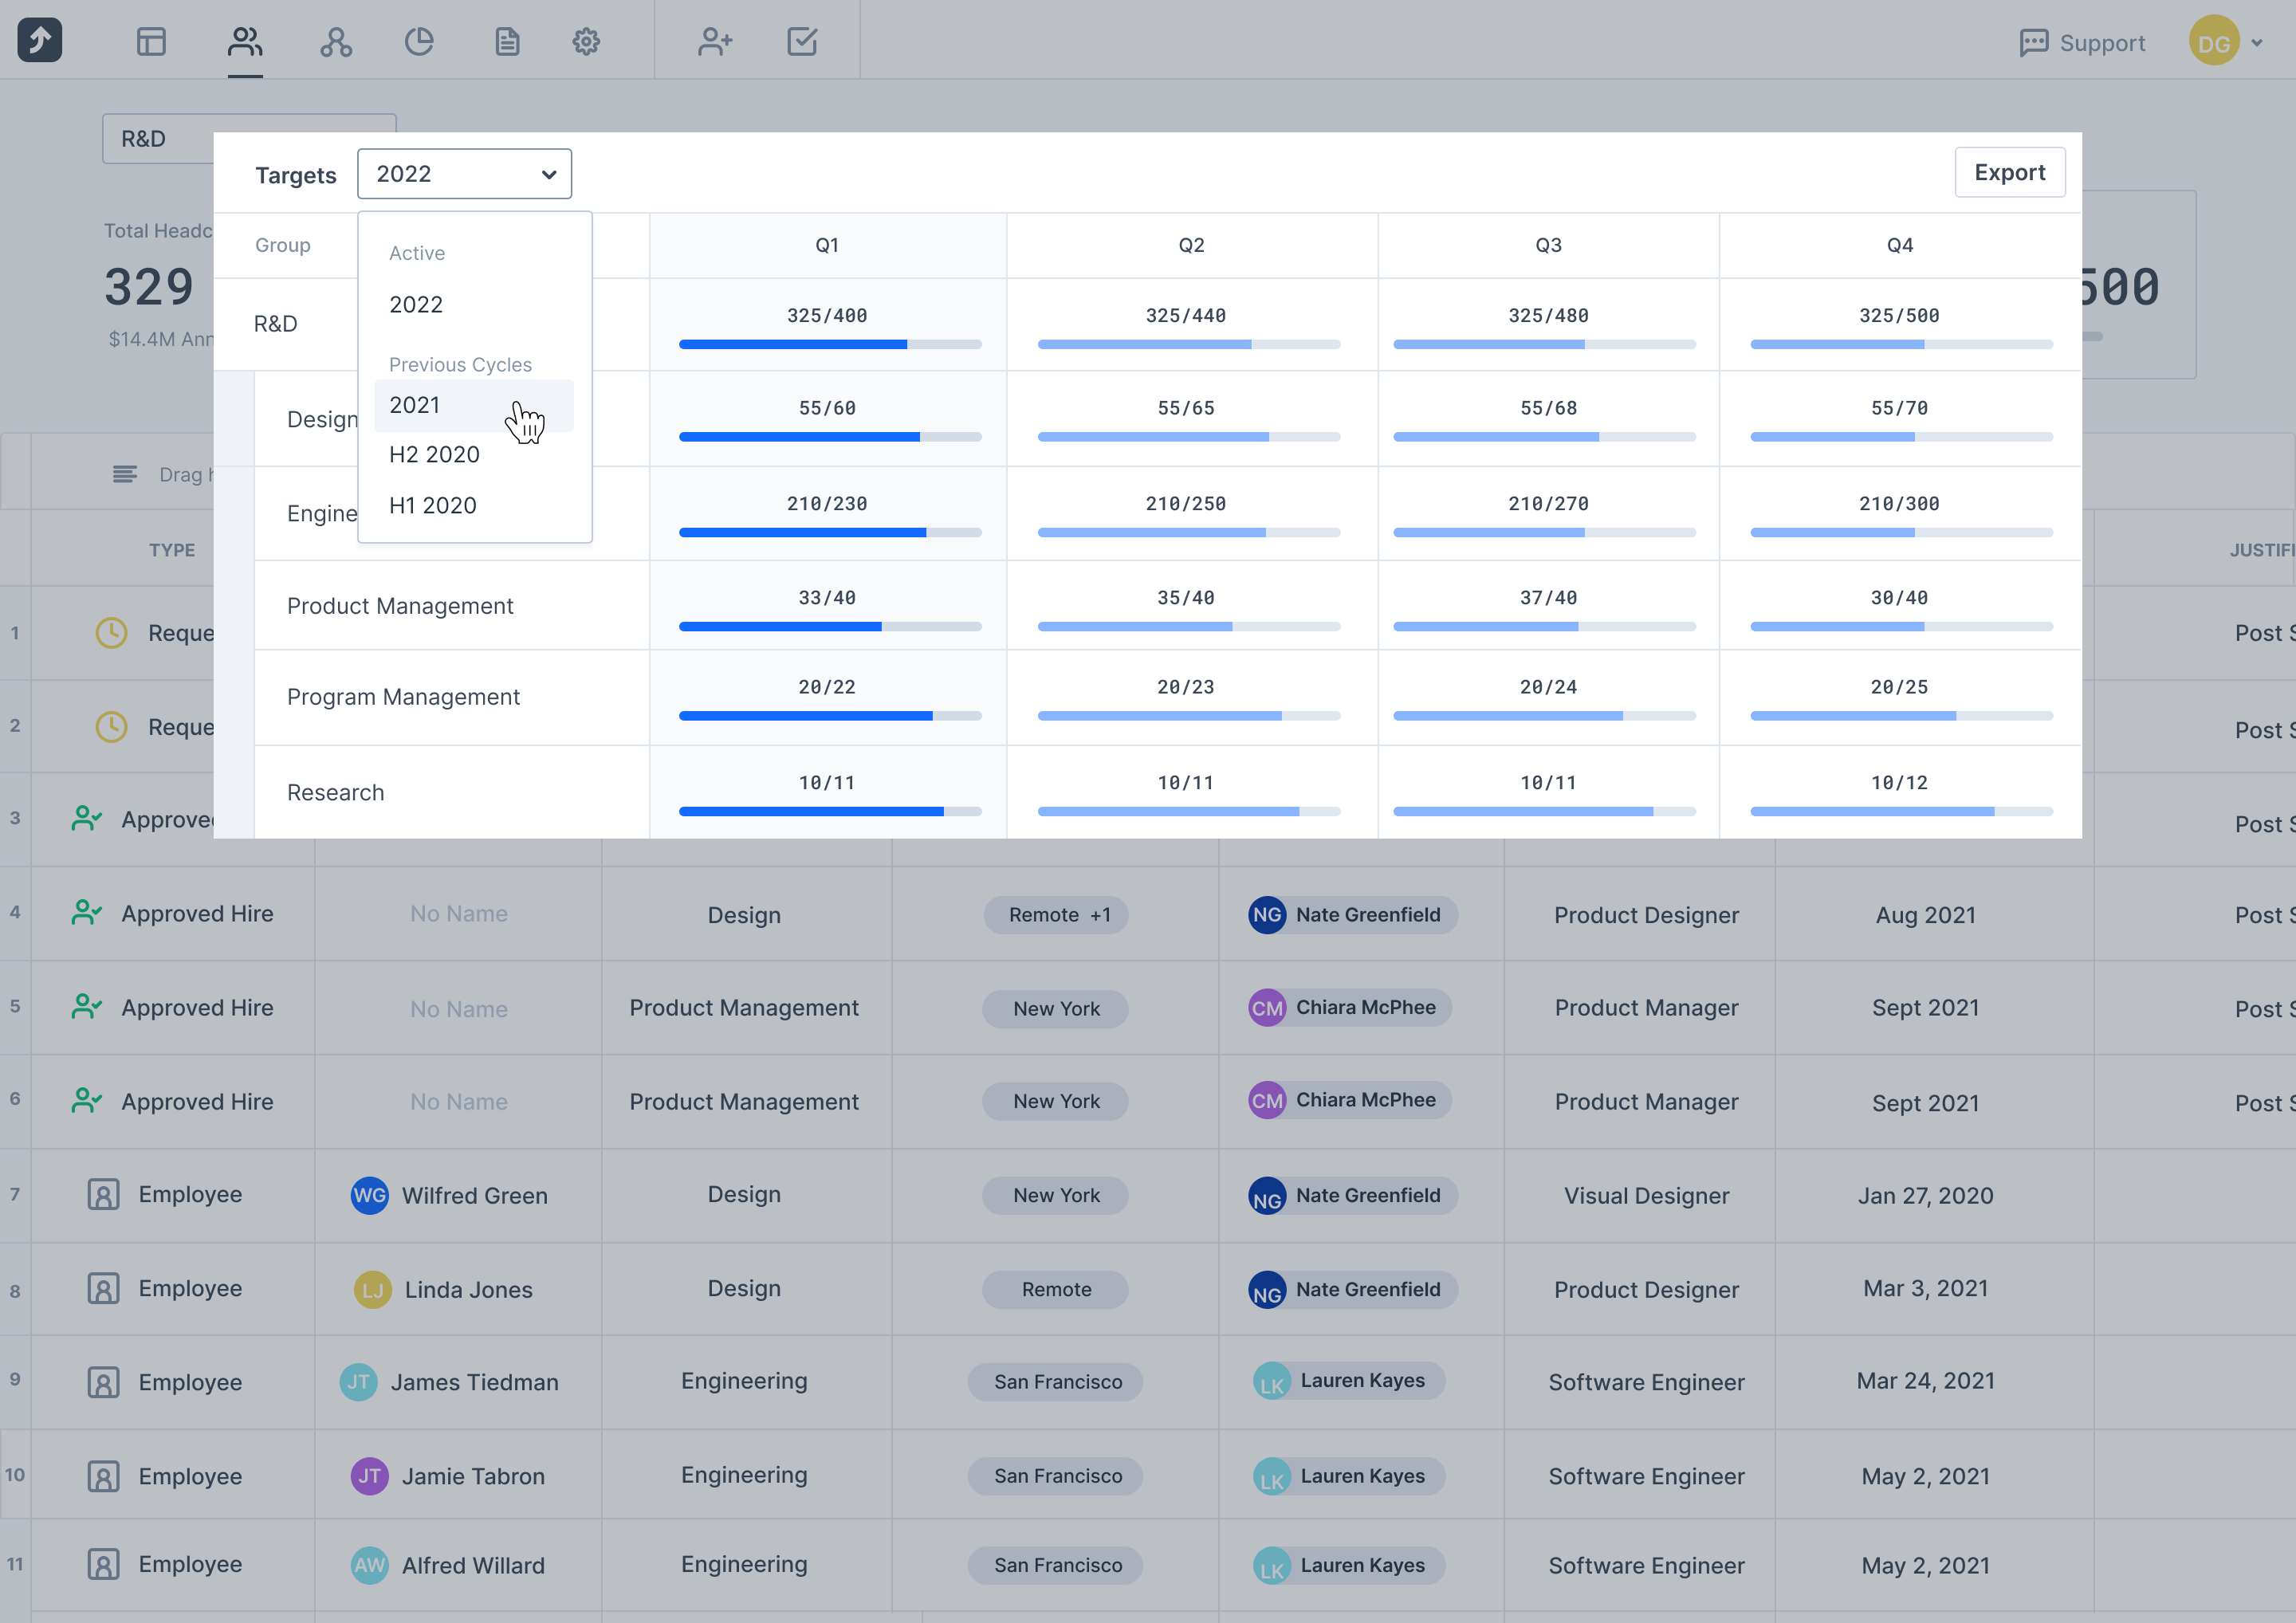 Support
DG
R&D
Targets
2022
Export
Total
329
$14.4M
500
Group
Q1
Q2
Q3
Q4
Active
2022
Previous Cycles
2021
H2 2020
H1 2020
R&D
325/400
325/440
325/480
325/500
Design
55/60
55/65
55/68
55/70
210/230
210/250
210/270
210/300
Product Management
33/40
35/40
37/40
30/40
Program Management
20/22
20/23
20/24
20/25
Research
10/11
10/11
10/11
10/12
Drag
TYPE
1
Post
2
Post
3
Post
4
Approved Hire
No Name
Design
Remote +1
NG
Nate Greenfield
Product Designer
Aug 2021
Post
5
Approved Hire
No Name
Product Management
New York
CM
Chiara McPhee
Product Manager
Sept 2021
Post
6
Approved Hire
No Name
Product Management
New York
CM
Chiara McPhee
Product Manager
Sept 2021
Post
7
Employee
WG
Wilfred Green
Design
New York
NG
Nate Greenfield
Visual Designer
Jan 27, 2020
8
Employee
LJ
Linda Jones
Design
Remote
NG
Nate Greenfield
Product Designer
Mar 3, 2021
9
Employee
JT
James Tiedman
Engineering
San Francisco
LK
Lauren Kayes
Software Engineer
Mar 24, 2021
10
Employee
JT
Jamie Tabron
Engineering
San Francisco
LK
Lauren Kayes
Software Engineer
May 2, 2021
11
Employee
AW
Alfred Willard
Engineering
San Francisco
LK
Lauren Kayes
Software Engineer
May 2, 2021